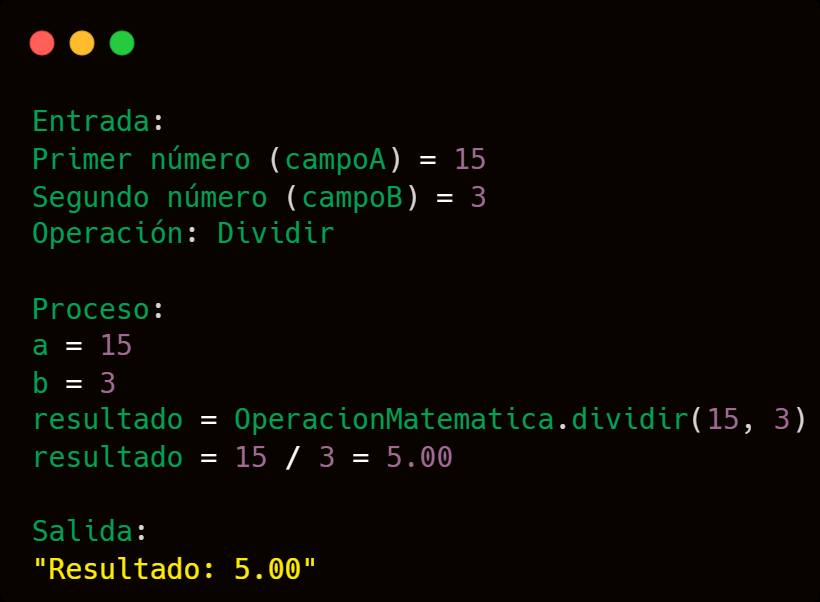 Entrada:
Primer número (campoA) = 15
Segundo número (campoB) = 3
Operación: Dividir
Proceso:
a = 15
b = 3
resultado = OperacionMatematica.dividir(15, 3)
resultado = 15 / 3 = 5.00
Salida:
"Resultado: 5.00"